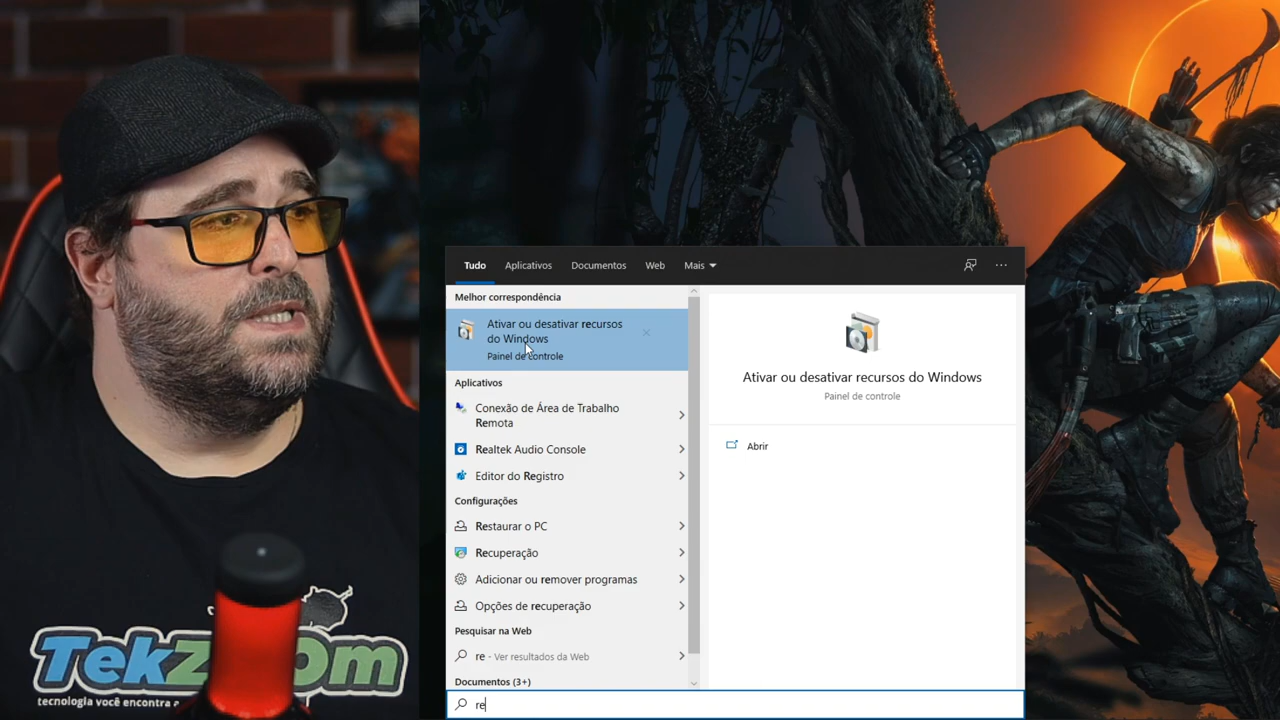 Tudo
Aplicativos
Documentos
Web
Mais
Melhor correspondência
Ativar ou desativar recursos
do Windows
Painel de controle
Aplicativos
Conexão de Área de Trabalho
Remota
Realtek Audio Console
Editor do Registro
Configurações
Restaurar o PC
Recuperação
Adicionar ou remover programas
Opções de recuperação
Pesquisar na Web
re - Ver resultados da Web
Documentos (3+)
re
Ativar ou desativar recursos do Windows
Painel de controle
Abrir
TekZoom
tecnologia você encontra a